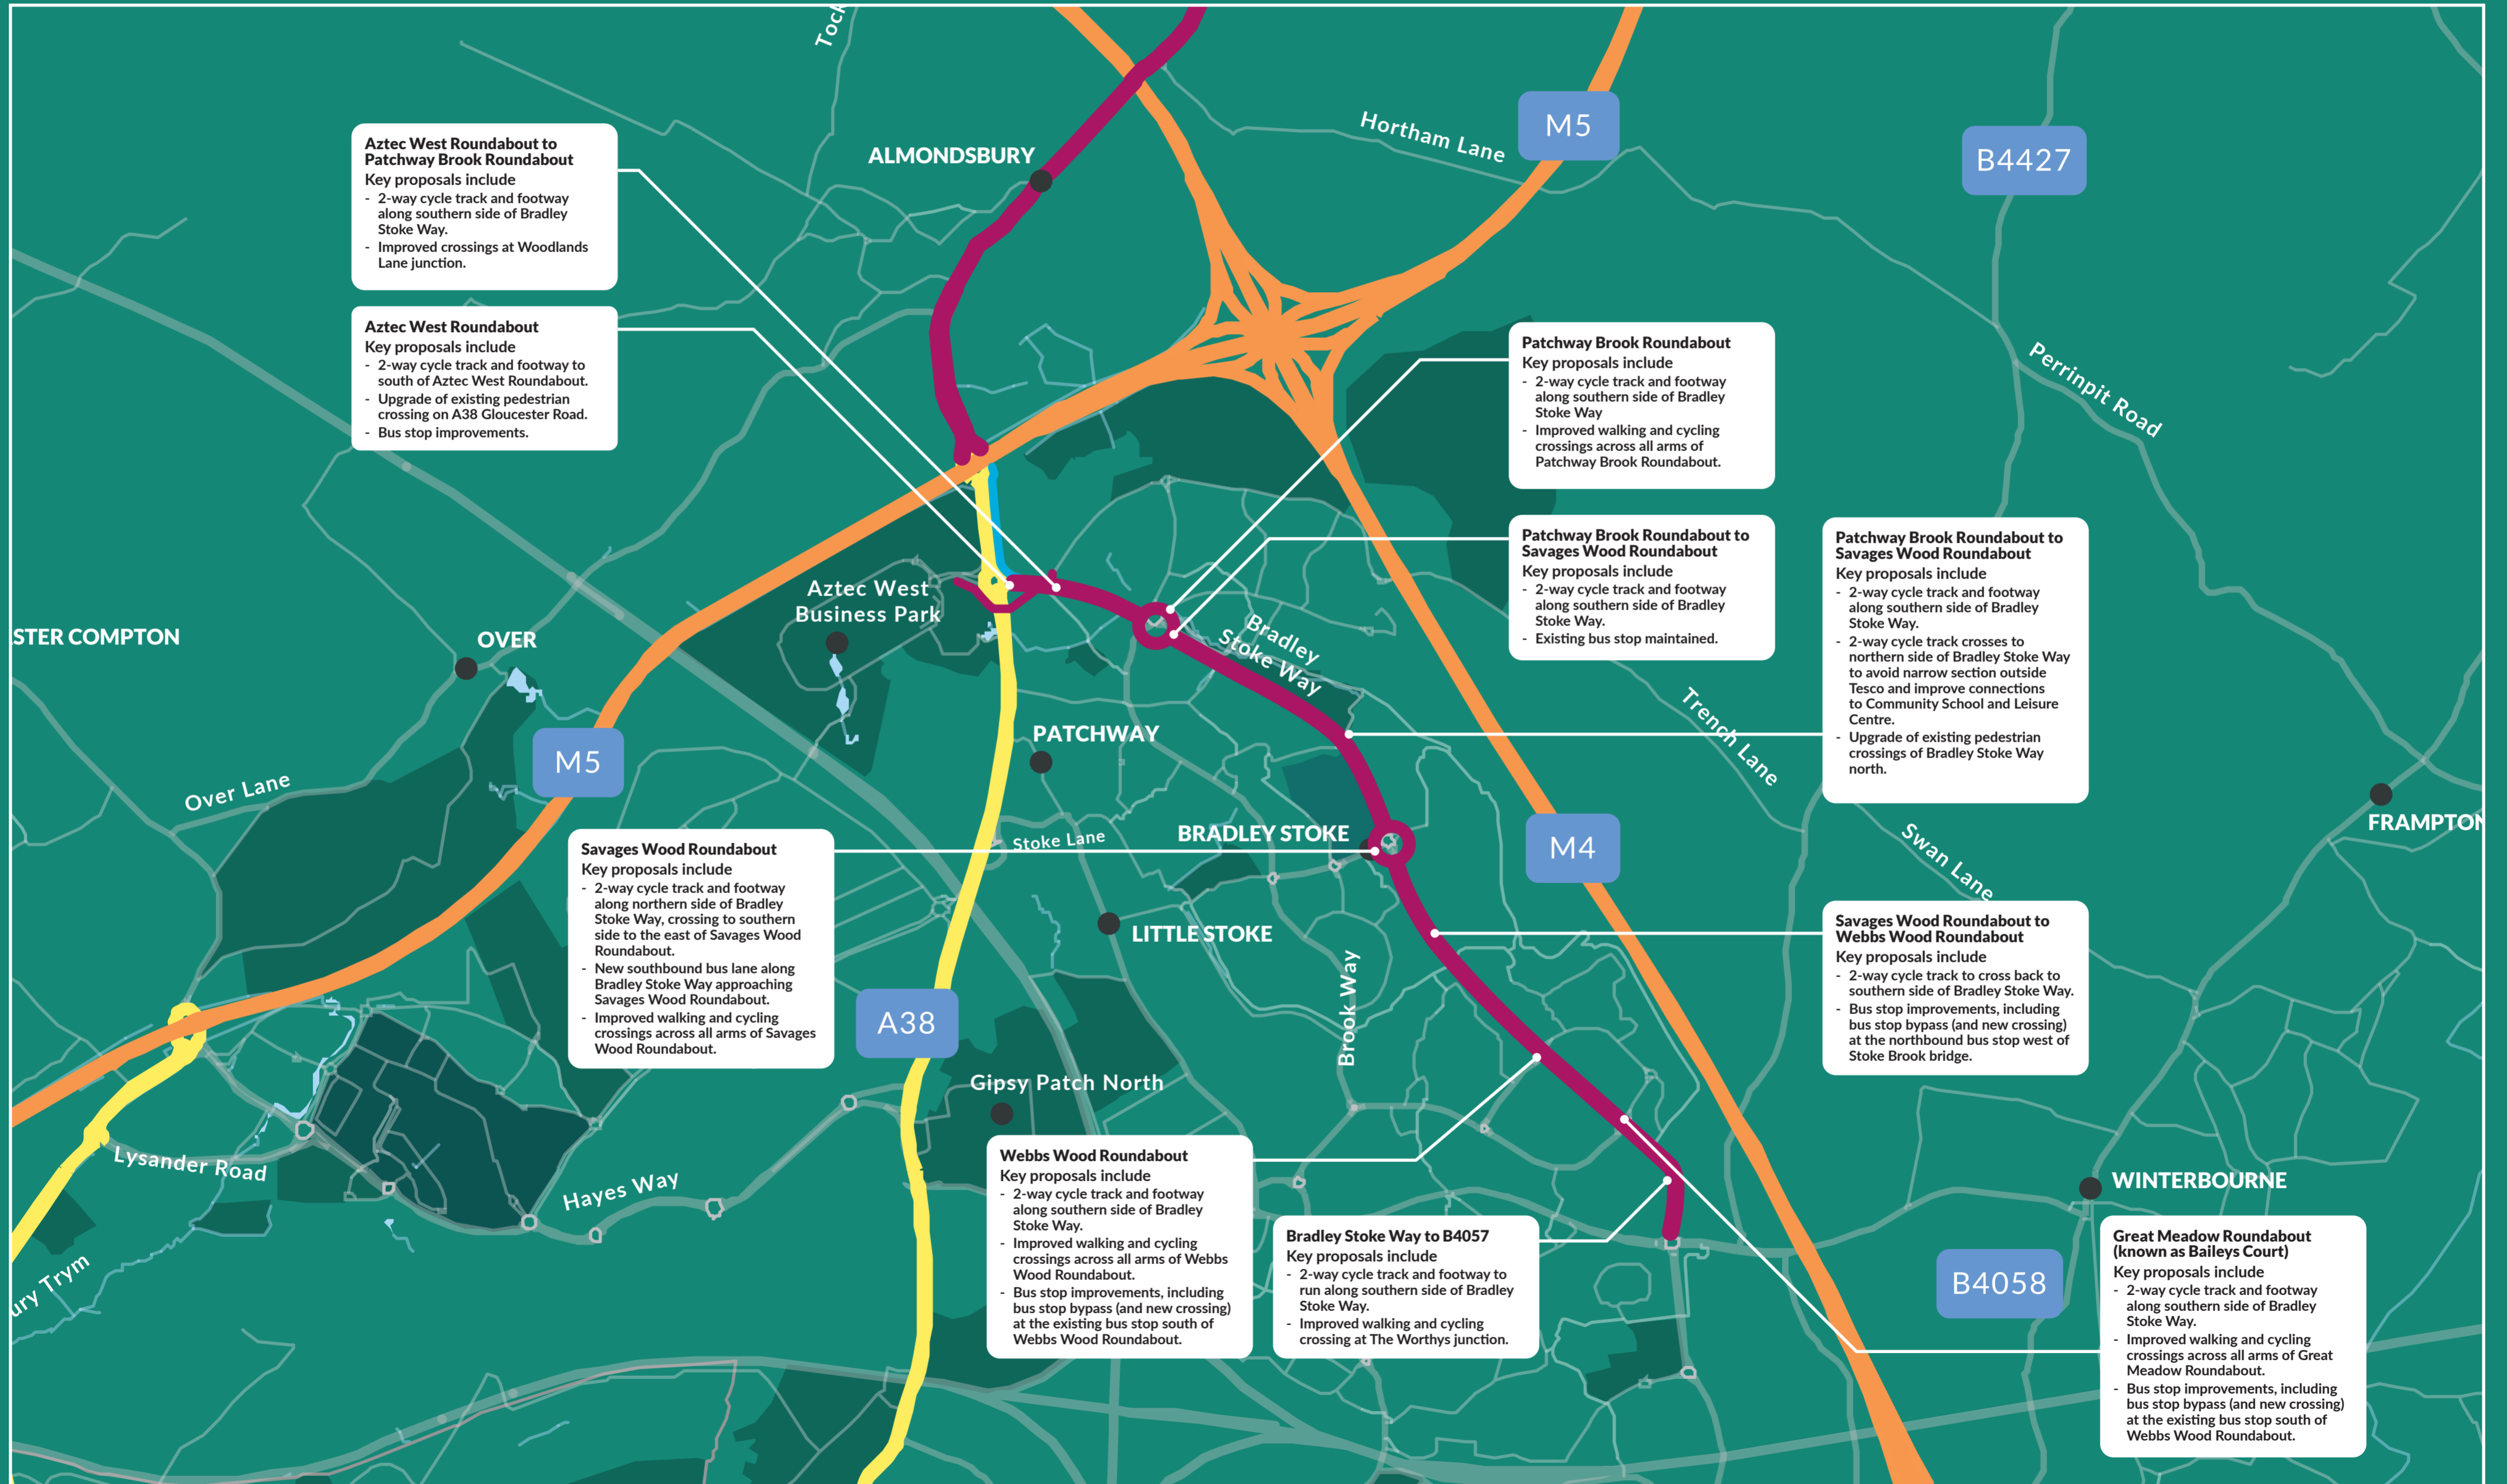 Tock
ALMONDSBURY
Hortham Lane
M5
B4427
Aztec West Roundabout to
Patchway Brook Roundabout
Key proposals include
- 2-way cycle track and footway
along southern side of Bradley
Stoke Way.
- Improved crossings at Woodlands
Lane junction.
Aztec West Roundabout
Key proposals include
- 2-way cycle track and footway to
south of Aztec West Roundabout.
- Upgrade of existing pedestrian
crossing on A38 Gloucester Road.
- Bus stop improvements.
Patchway Brook Roundabout
Key proposals include
- 2-way cycle track and footway
along southern side of Bradley
Stoke Way
- Improved walking and cycling
crossings across all arms of
Patchway Brook Roundabout.
Perrinpit Road
Patchway Brook Roundabout to
Savages Wood Roundabout
Key proposals include
- 2-way cycle track and footway
along southern side of Bradley
Stoke Way.
- Existing bus stop maintained.
Patchway Brook Roundabout to
Savages Wood Roundabout
Key proposals include
- 2-way cycle track and footway
along southern side of Bradley
Stoke Way.
- 2-way cycle track crosses to
northern side of Bradley Stoke Way
to avoid narrow section outside
Tesco and improve connections
to Community School and Leisure
Centre.
- Upgrade of existing pedestrian
crossings of Bradley Stoke Way
north.
Aztec West
Business Park
STER COMPTON
OVER
Bradley
Stoke Way
PATCHWAY
Trench Lane
M5
Over Lane
FRAMPTON
Stoke Lane
BRADLEY STOKE
M4
Swan Lane
Savages Wood Roundabout
Key proposals include
- 2-way cycle track and footway
along northern side of Bradley
Stoke Way, crossing to southern
side to the east of Savages Wood
Roundabout.
- New southbound bus lane along
Bradley Stoke Way approaching
Savages Wood Roundabout.
- Improved walking and cycling
crossings across all arms of Savages
Wood Roundabout.
LITTLE STOKE
Savages Wood Roundabout to
Webbs Wood Roundabout
Key proposals include
- 2-way cycle track to cross back to
southern side of Bradley Stoke Way.
- Bus stop improvements, including
bus stop bypass (and new crossing)
at the northbound bus stop west of
Stoke Brook bridge.
Brook Way
A38
Gipsy Patch North
Lysander Road
Hayes Way
Webbs Wood Roundabout
Key proposals include
- 2-way cycle track and footway
along southern side of Bradley
Stoke Way.
- Improved walking and cycling
crossings across all arms of Webbs
Wood Roundabout.
- Bus stop improvements, including
bus stop bypass (and new crossing)
at the existing bus stop south of
Webbs Wood Roundabout.
Bradley Stoke Way to B4057
Key proposals include
- 2-way cycle track and footway to
run along southern side of Bradley
Stoke Way.
- Improved walking and cycling
crossing at The Worthys junction.
WINTERBOURNE
B4058
Great Meadow Roundabout
(known as Baileys Court)
Key proposals include
- 2-way cycle track and footway
along southern side of Bradley
Stoke Way.
- Improved walking and cycling
crossings across all arms of Great
Meadow Roundabout.
- Bus stop improvements, including
bus stop bypass (and new crossing)
at the existing bus stop south of
Webbs Wood Roundabout.
ury Trym